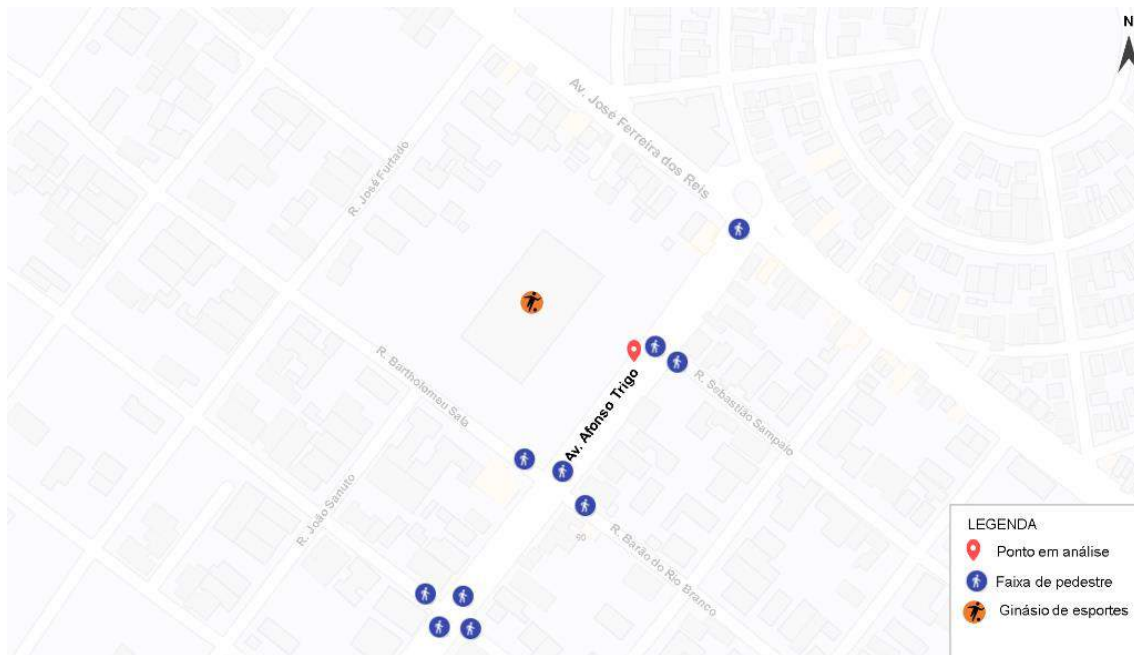 N
Av. José Ferreira dos Reis
R. José Furtado
R. Bartholomeu Sala
Av. Afonso Trigo
R. Sebastião Sampaio
R. João Sanuto
R. Barão do Rio Branco
LEGENDA
Ponto em análise
Faixa de pedestre
Ginásio de esportes